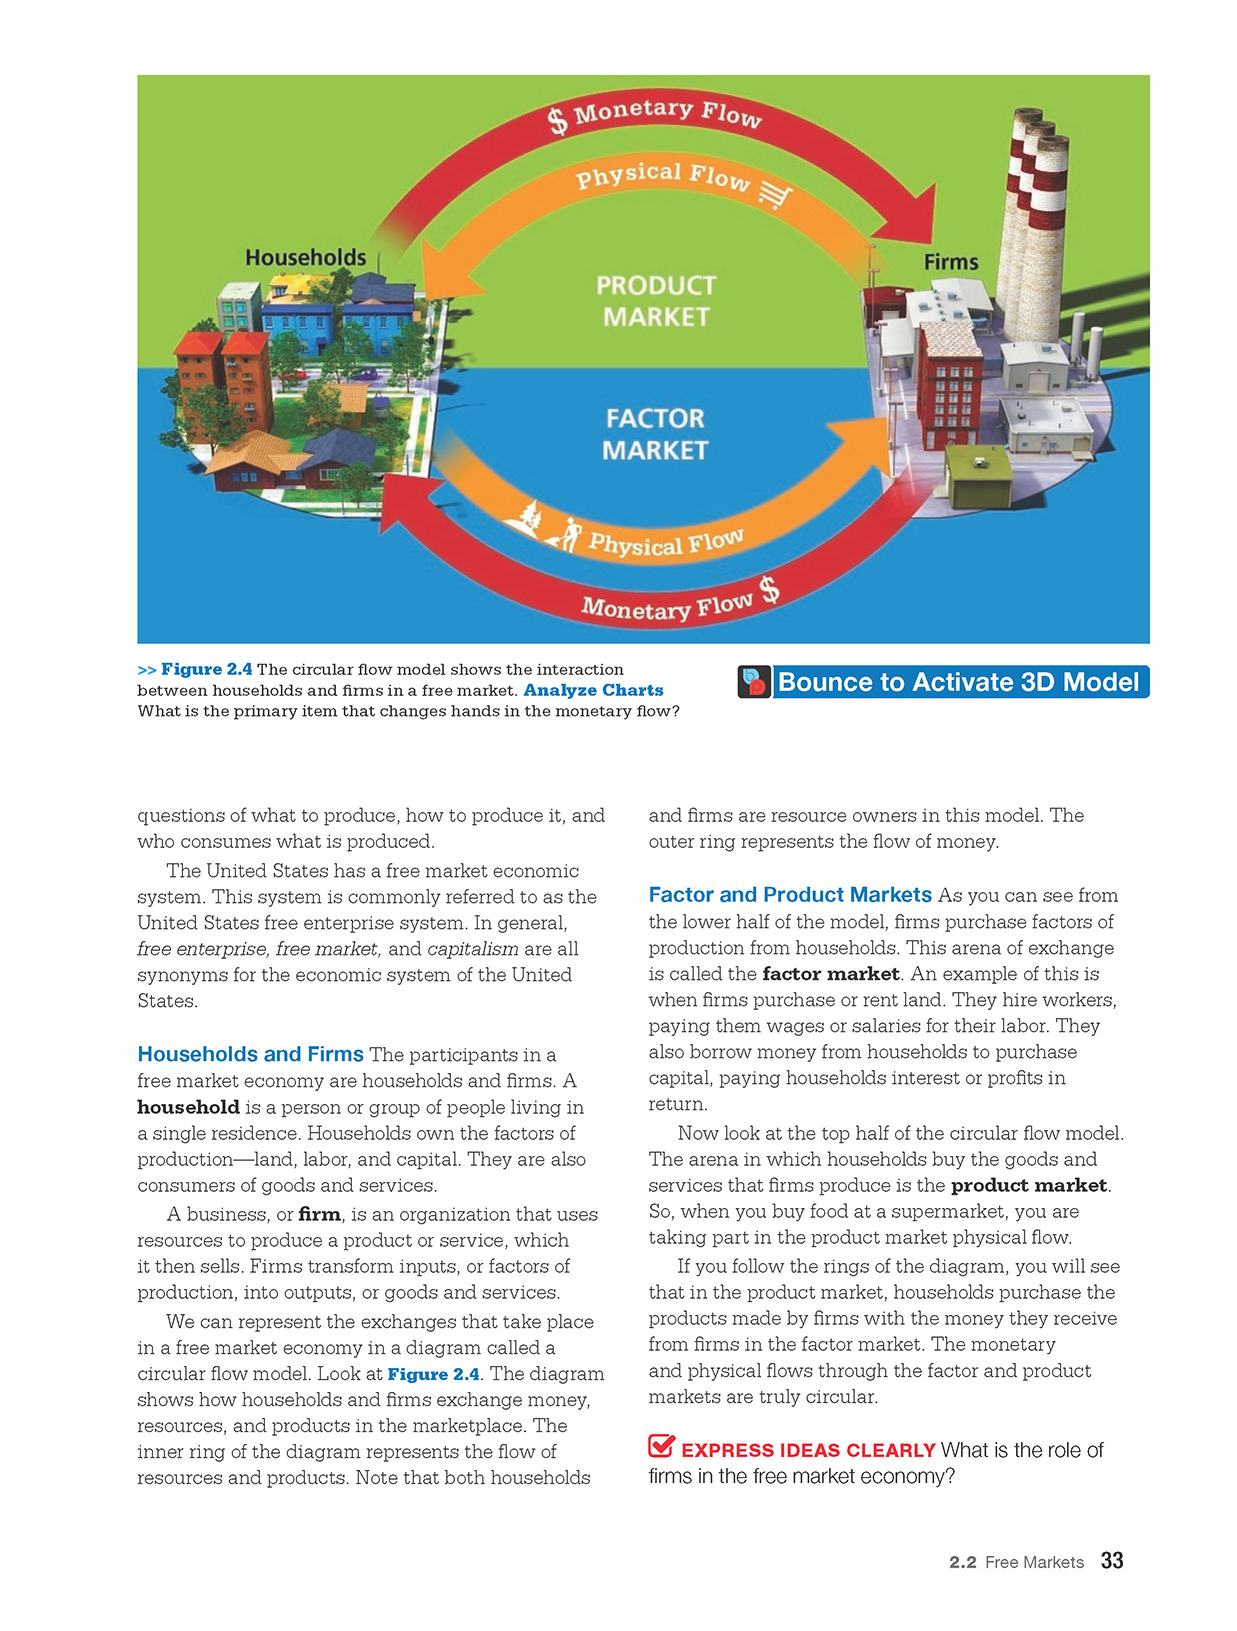 $ Monetary Flow
Physical Flow
Households
Firms
PRODUCT
MARKET
FACTOR
MARKET
Physical Flow
Monetary Flow $
>> Figure 2.4 The circular flow model shows the interaction
between households and firms in a free market. Analyze Charts
What is the primary item that changes hands in the monetary flow?
Bounce to Activate 3D Model
questions of what to produce, how to produce it, and
who consumes what is produced.
The United States has a free market economic
system. This system is commonly referred to as the
United States free enterprise system. In general,
free enterprise, free market, and capitalism are all
synonyms for the economic system of the United
States.
Households and Firms The participants in a
free market economy are households and firms. A
household is a person or group of people living in
a single residence. Households own the factors of
production—land, labor, and capital. They are also
consumers of goods and services.
A business, or firm, is an organization that uses
resources to produce a product or service, which
it then sells. Firms transform inputs, or factors of
production, into outputs, or goods and services.
We can represent the exchanges that take place
in a free market economy in a diagram called a
circular flow model. Look at Figure 2.4. The diagram
shows how households and firms exchange money,
resources, and products in the marketplace. The
inner ring of the diagram represents the flow of
resources and products. Note that both households
and firms are resource owners in this model. The
outer ring represents the flow of money.
Factor and Product Markets As you can see from
the lower half of the model, firms purchase factors of
production from households. This arena of exchange
is called the factor market. An example of this is
when firms purchase or rent land. They hire workers,
paying them wages or salaries for their labor. They
also borrow money from households to purchase
capital, paying households interest or profits in
return.
Now look at the top half of the circular flow model.
The arena in which households buy the goods and
services that firms produce is the product market.
So, when you buy food at a supermarket, you are
taking part in the product market physical flow.
If you follow the rings of the diagram, you will see
that in the product market, households purchase the
products made by firms with the money they receive
from firms in the factor market. The monetary
and physical flows through the factor and product
markets are truly circular.
EXPRESS IDEAS CLEARLY What is the role of
firms in the free market economy?
2.2 Free Markets 33